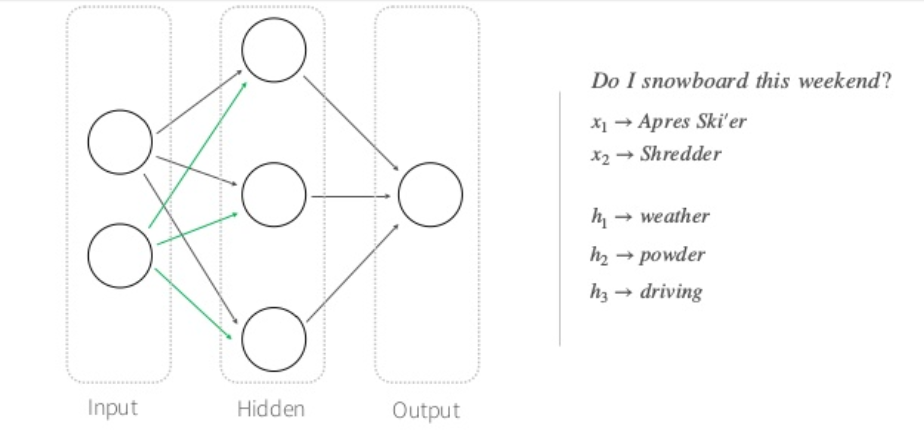 Do I snowboard this weekend?
x₁ → Apres Ski'er
x₂ → Shredder
h₁ → weather
h₂ → powder
h₃ → driving
Input
Hidden
Output